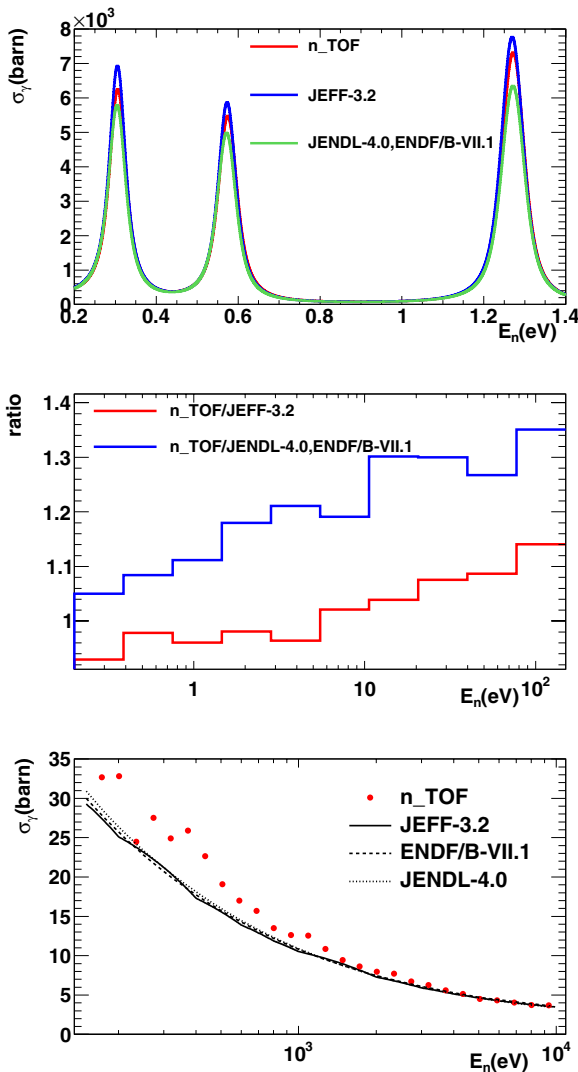 ×10³
σγ(barn)
8
7
6
5
4
3
2
1
0
n_TOF
JEFF-3.2
JENDL-4.0,ENDF/B-VII.1
0.2 0.4 0.6 0.8 1 1.2 1.4
En(eV)
ratio
1.4
1.3
1.2
1.1
1
n_TOF/JEFF-3.2
n_TOF/JENDL-4.0,ENDF/B-VII.1
1 10 10²
En(eV)
σγ(barn)
35
30
25
20
15
10
5
0
n_TOF
JEFF-3.2
ENDF/B-VII.1
JENDL-4.0
10³ 10⁴
En(eV)